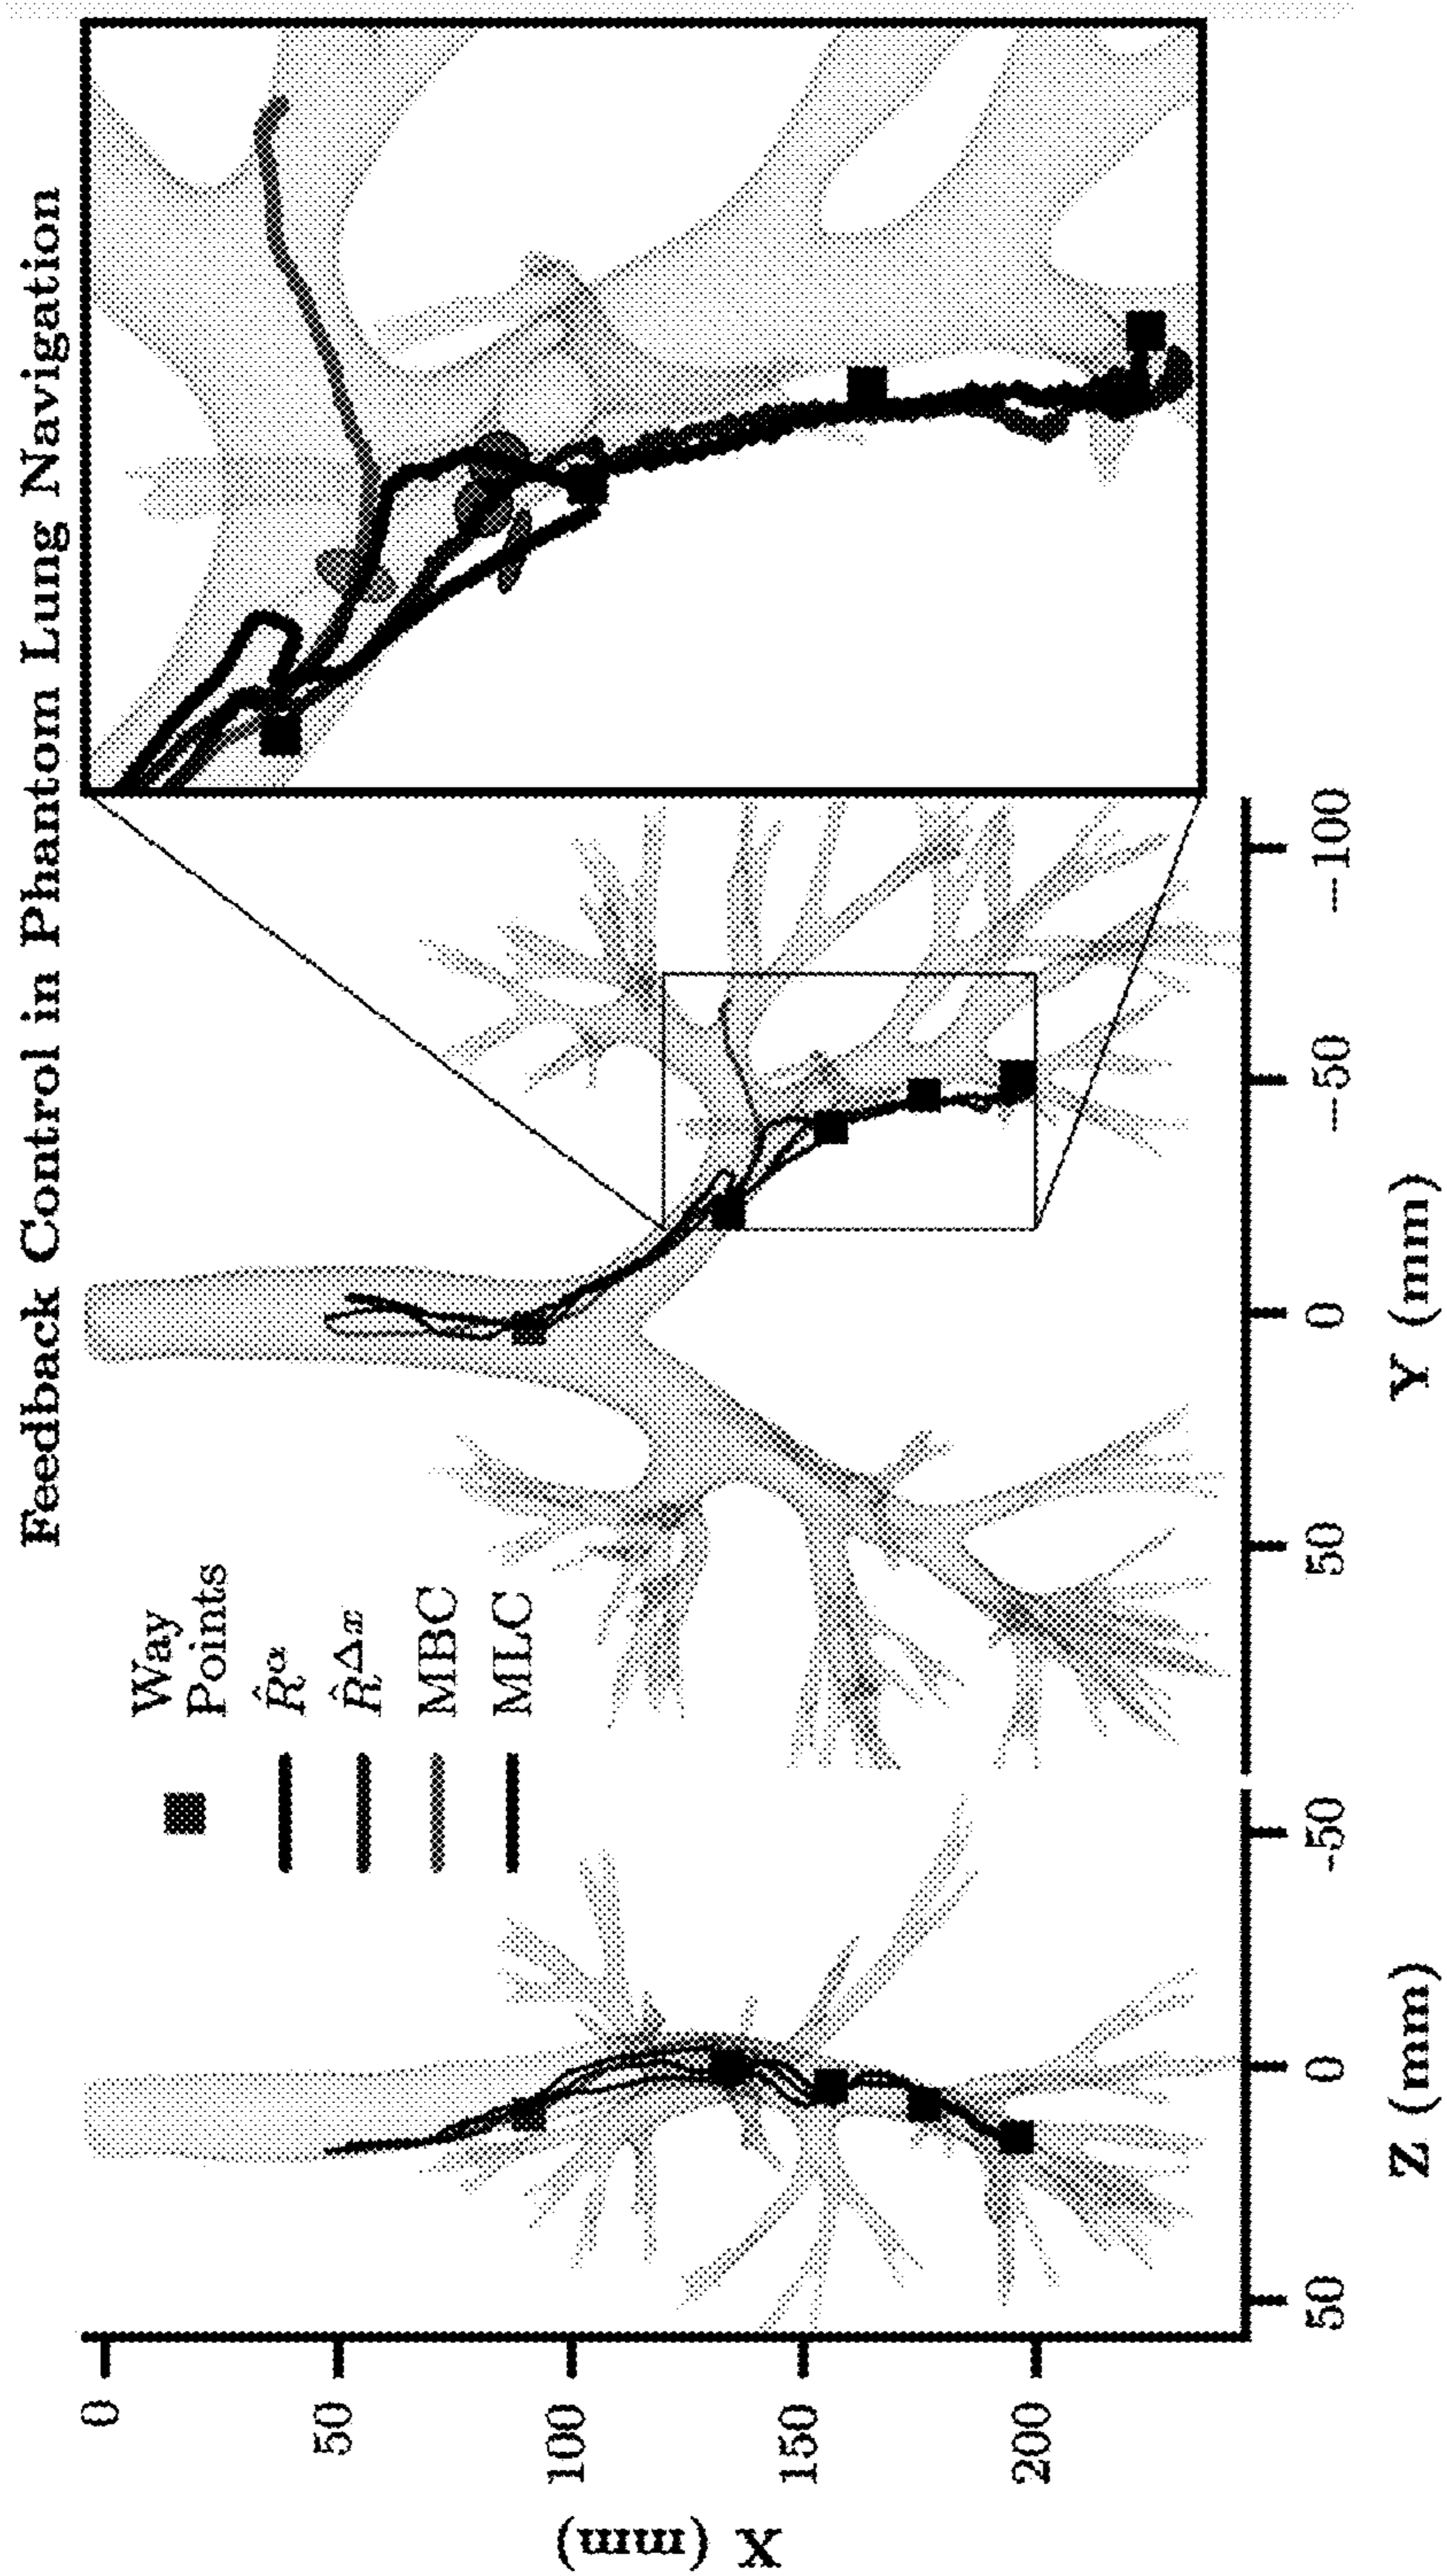 Feedback Control in Phantom Lung Navigation
Way
Points
R̂^α
R̂^Δx
MBC
MLC
0
50
100
150
200
X (mm)
50 0 -50
Z (mm)
50 0 --50 --100
Y (mm)